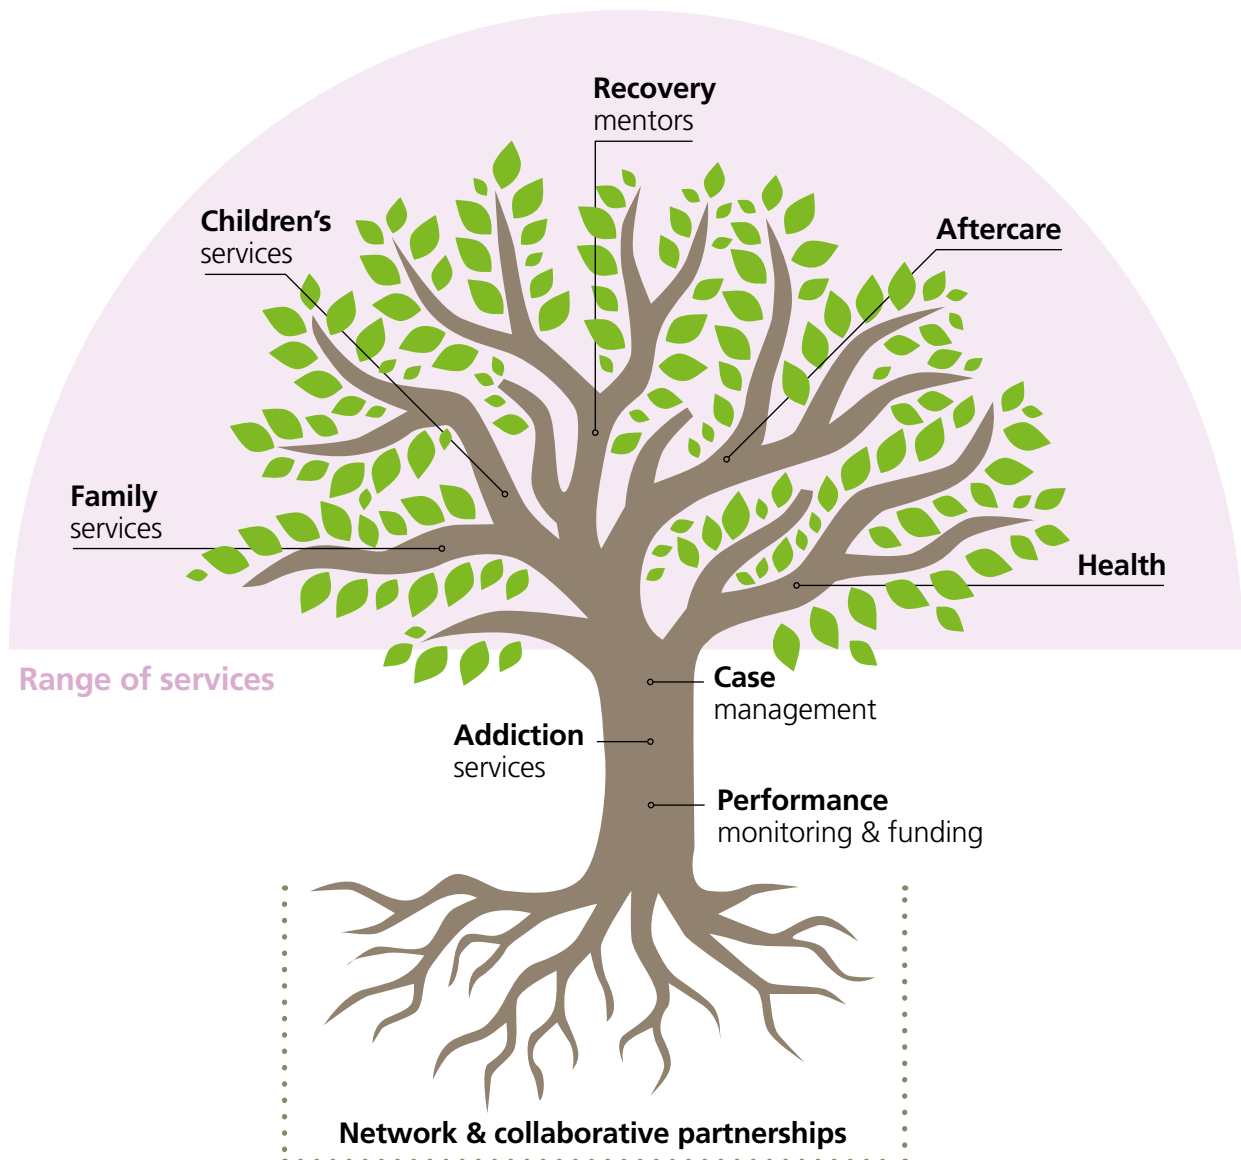 Recovery
mentors
Children’s
services
Aftercare
Family
services
Health
Range of services
Case
management
Addiction
services
Performance
monitoring & funding
Network & collaborative partnerships